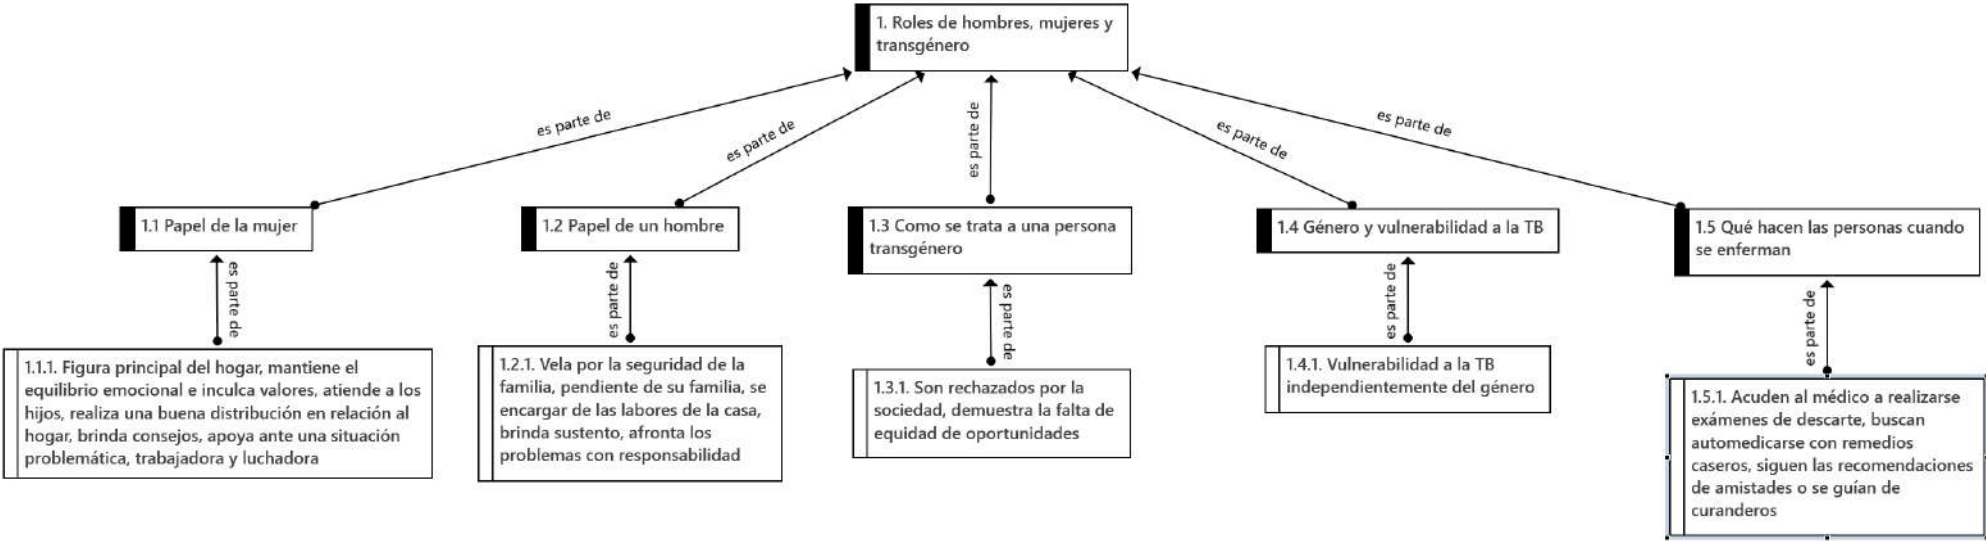 1. Roles de hombres, mujeres y
transgénero
es parte de
es parte de
es parte de
es parte de
es parte de
1.1 Papel de la mujer
1.2 Papel de un hombre
1.3 Como se trata a una persona
transgénero
1.4 Género y vulnerabilidad a la TB
1.5 Qué hacen las personas cuando
se enferman
es parte de
es parte de
es parte de
es parte de
es parte de
1.1.1. Figura principal del hogar, mantiene el
equilibrio emocional e inculca valores, atiende a los
hijos, realiza una buena distribución en relación al
hogar, brinda consejos, apoya ante una situación
problemática, trabajadora y luchadora
1.2.1. Vela por la seguridad de la
familia, pendiente de su familia, se
encargar de las labores de la casa,
brinda sustento, afronta los
problemas con responsabilidad
1.3.1. Son rechazados por la
sociedad, demuestra la falta de
equidad de oportunidades
1.4.1. Vulnerabilidad a la TB
independientemente del género
1.5.1. Acuden al médico a realizarse
exámenes de descarte, buscan
automedicarse con remedios
caseros, siguen las recomendaciones
de amistades o se guían de
curanderos